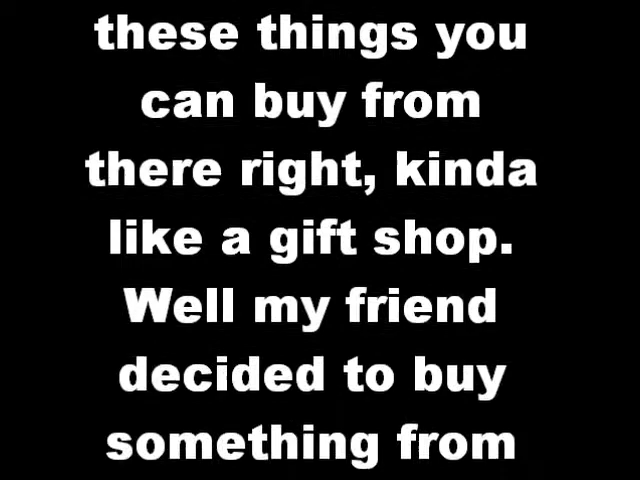 these things you
can buy from
there right, kinda
like a gift shop.
Well my friend
decided to buy
something from